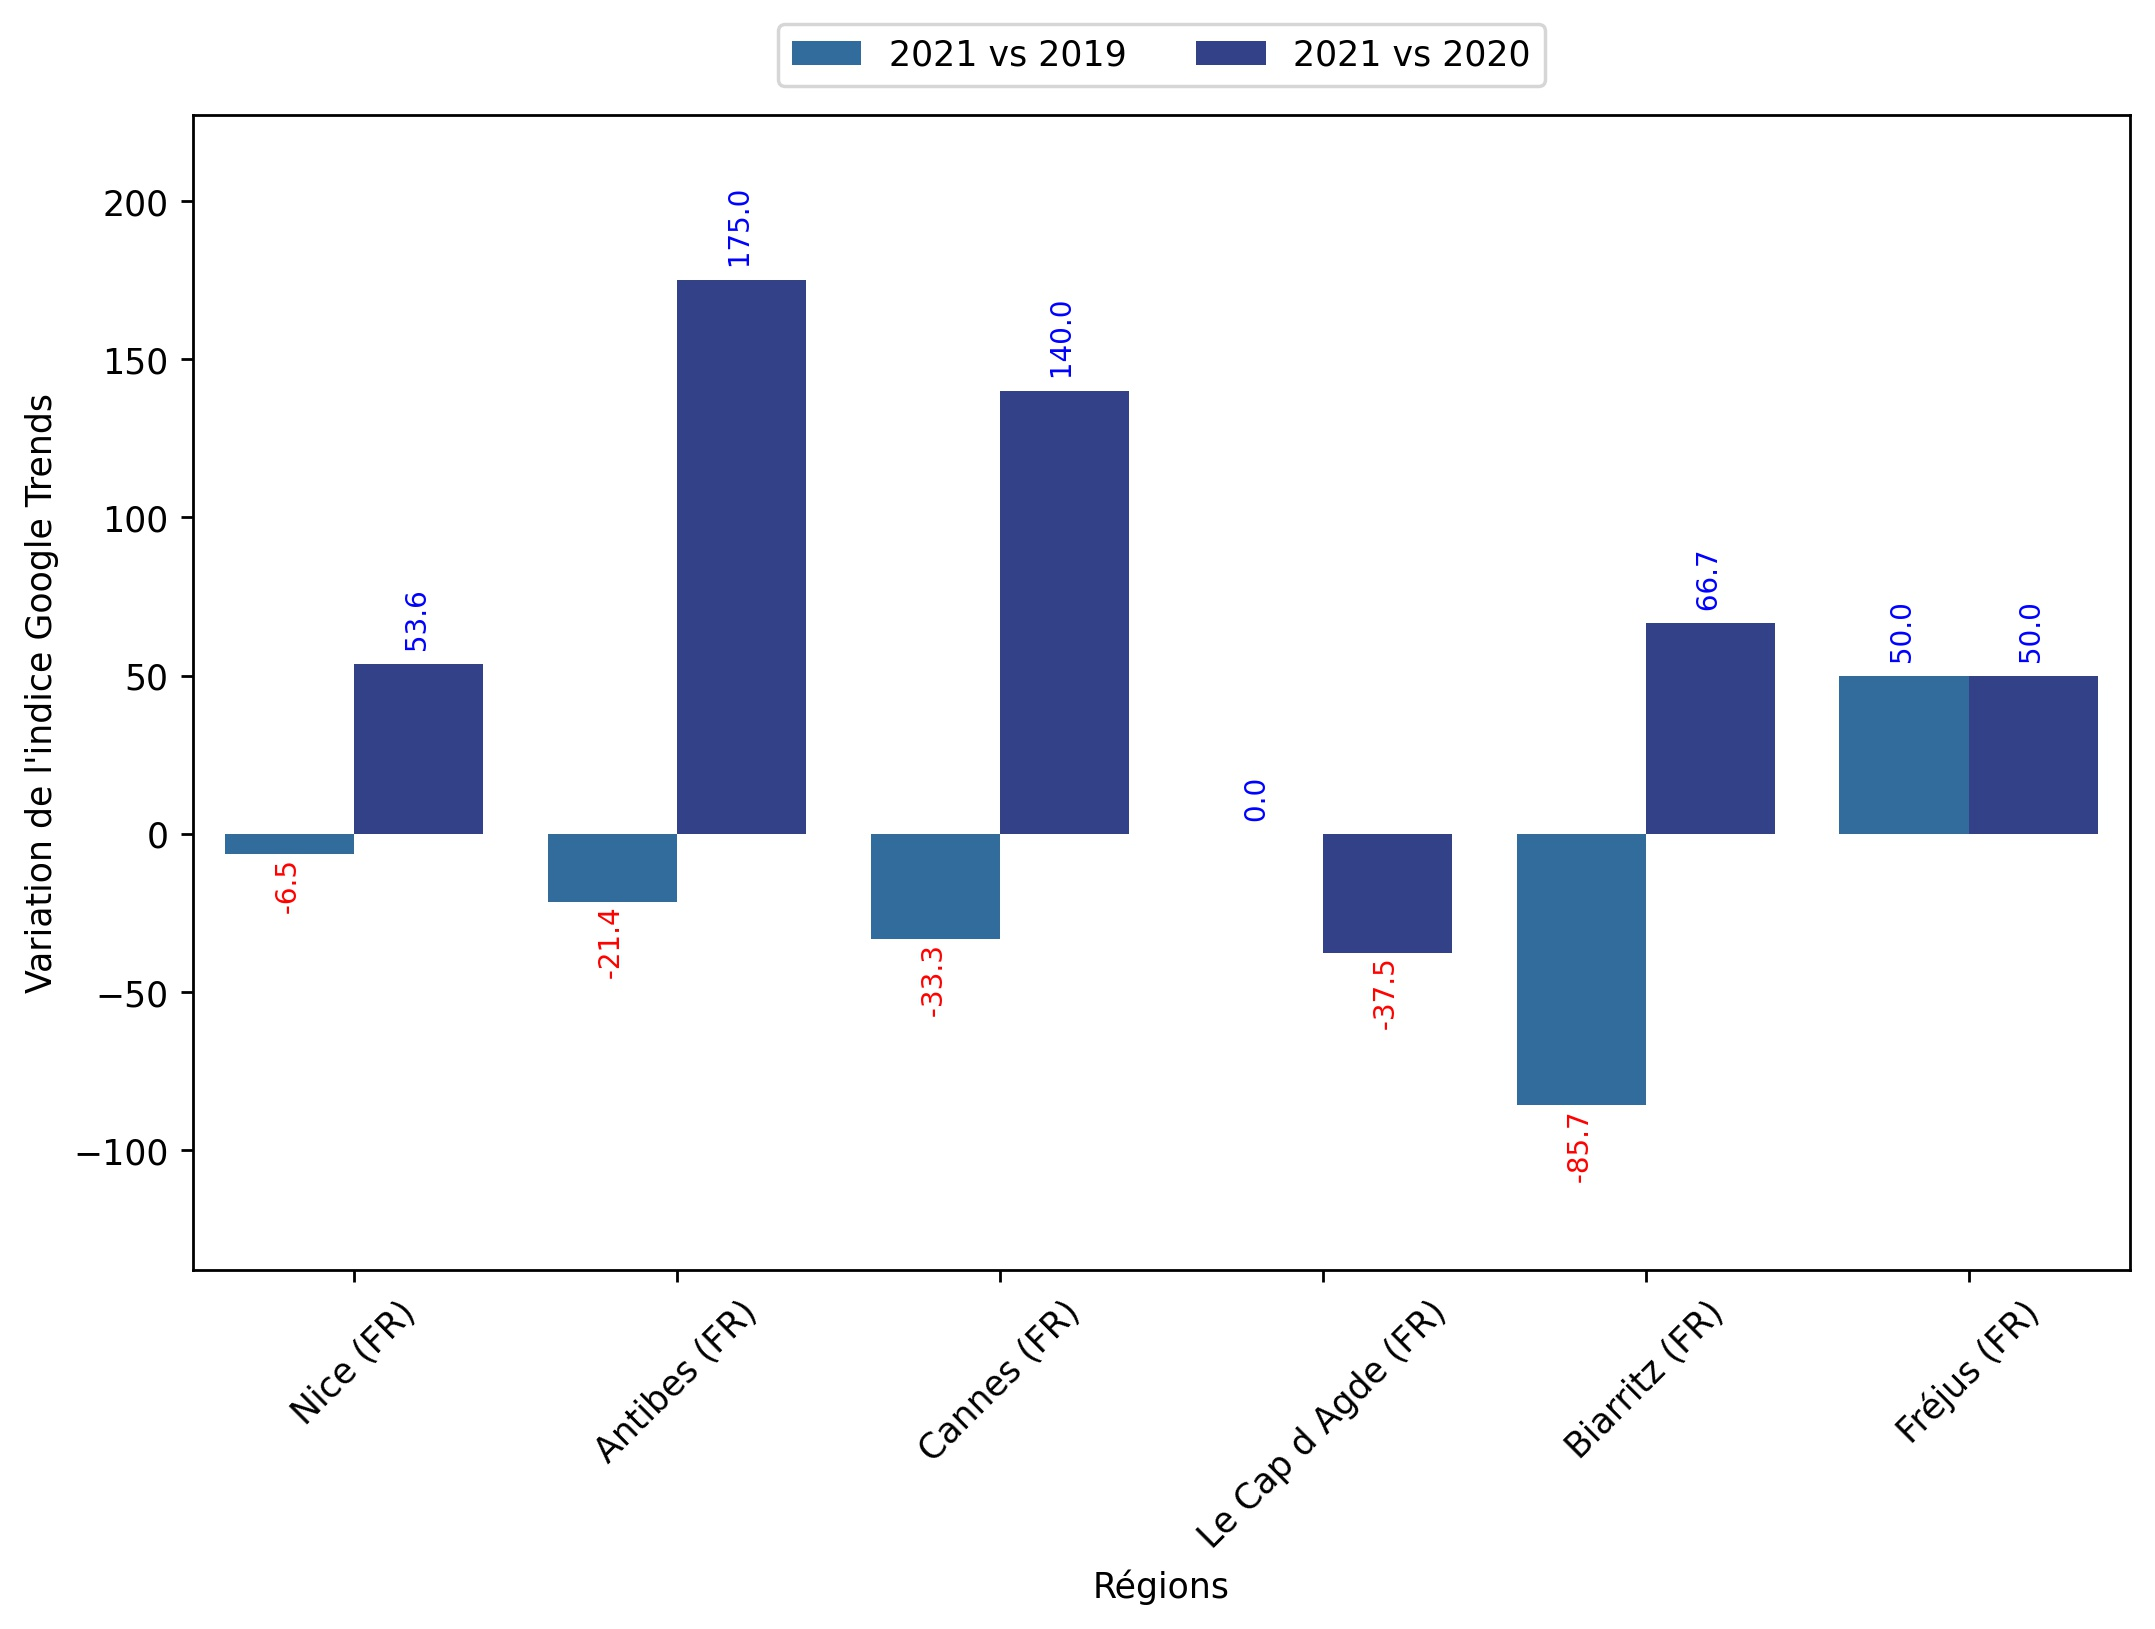 2021 vs 2019
2021 vs 2020
Variation de l'indice Google Trends
200
150
100
50
0
−50
−100
-6.5
53.6
-21.4
175.0
-33.3
140.0
0.0
-37.5
-85.7
66.7
50.0
50.0
Nice (FR)
Antibes (FR)
Cannes (FR)
Le Cap d Agde (FR)
Biarritz (FR)
Fréjus (FR)
Régions